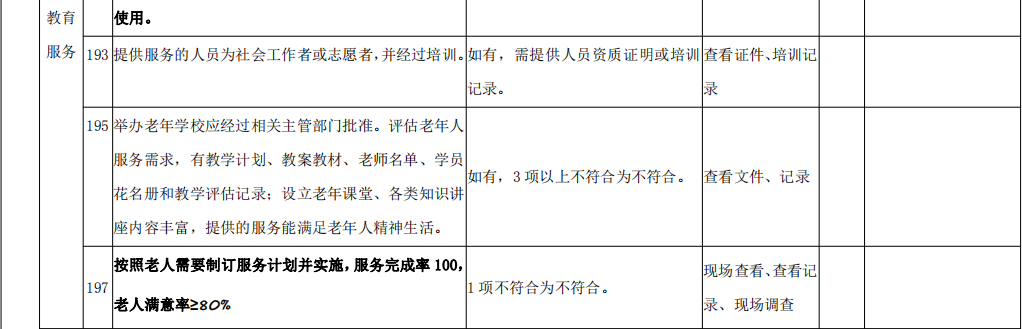 教育
服务
使用。
193
提供服务的人员为社会工作者或志愿者,并经过培训。
如有，需提供人员资质证明或培训
记录。
查看证件、培训记
录
195
举办老年学校应经过相关主管部门批准。评估老年人
服务需求，有教学计划、教案教材、老师名单、学员
花名册和教学评估记录；设立老年课堂、各类知识讲
座内容丰富，提供的服务能满足老年人精神生活。
如有，3 项以上不符合为不符合。
查看文件、记录
197
按照老人需要制订服务计划并实施,服务完成率 100,
老人满意率≥80%
1 项不符合为不符合。
现场查看、查看记
录、现场调查